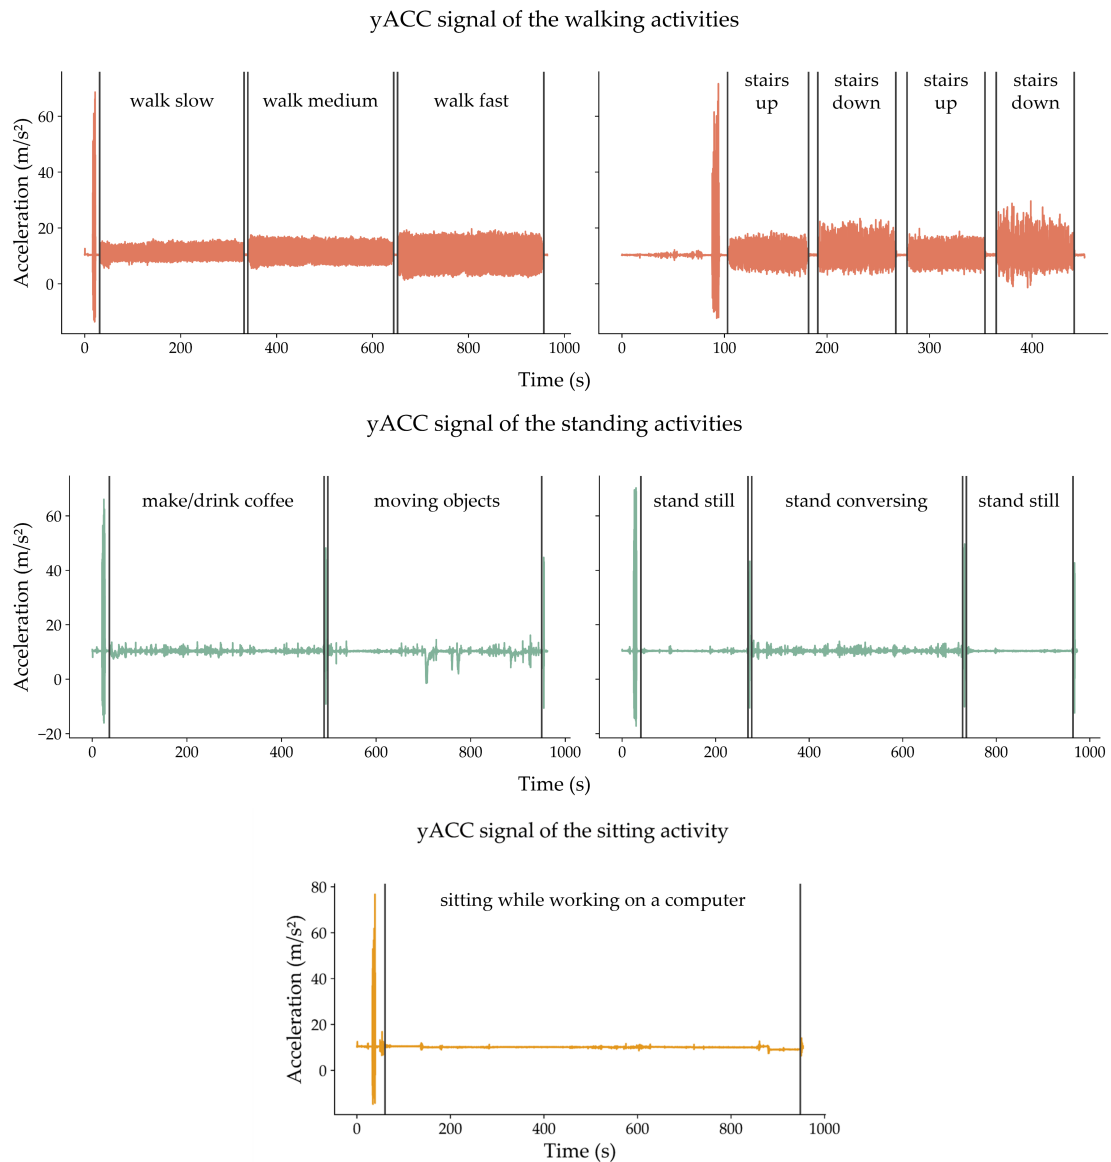 yACC signal of the walking activities
walk slow
walk medium
walk fast
stairs
up
stairs
down
stairs
up
stairs
down
Acceleration (m/s²)
60
40
20
0
0 200 400 600 800 1000
0 100 200 300 400
Time (s)
yACC signal of the standing activities
make/drink coffee
moving objects
stand still
stand conversing
stand still
Acceleration (m/s²)
60
40
20
0
−20
0 200 400 600 800 1000
0 200 400 600 800 1000
Time (s)
yACC signal of the sitting activity
sitting while working on a computer
Acceleration (m/s²)
80
60
40
20
0
0 200 400 600 800 1000
Time (s)